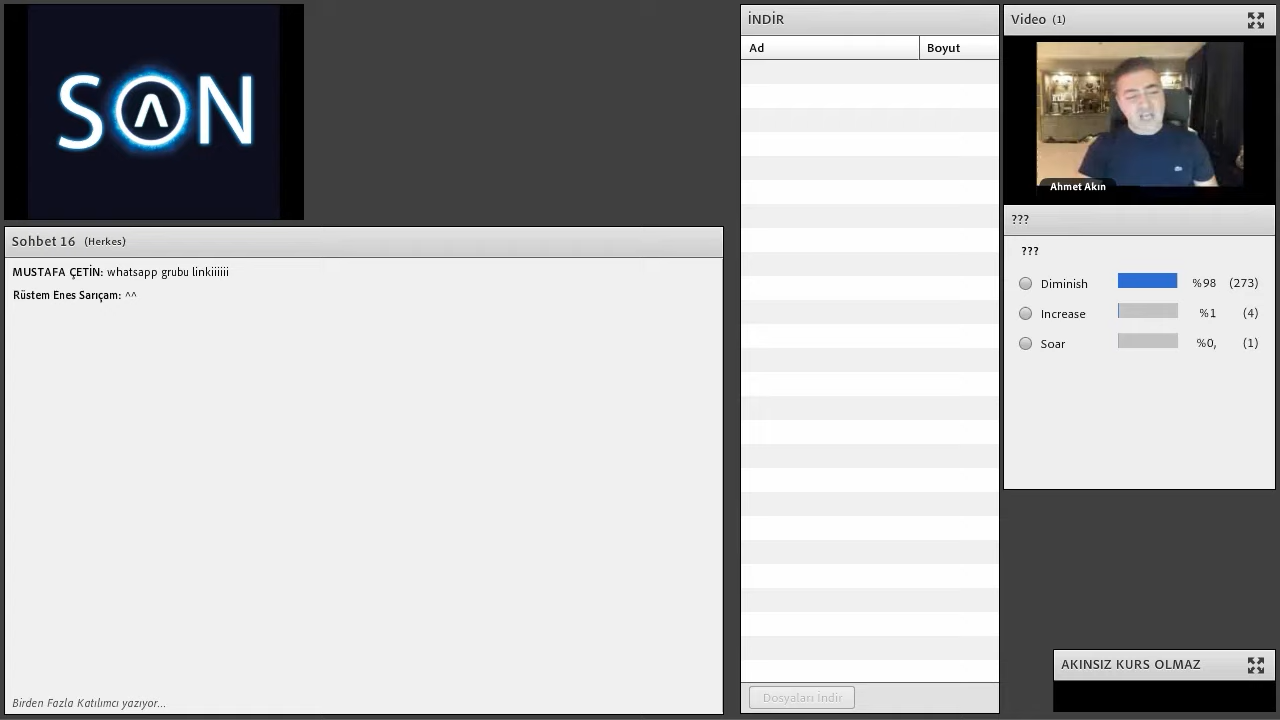 SON
Sohbet 16 (Herkes)
MUSTAFA ÇETİN: whatsapp grubu linkiiiiii
Rüstem Enes Sarıçam: ^^
Birden Fazla Katılımcı yazıyor...
İNDİR
Ad Boyut
Dosyaları İndir
Video (1)
Ahmet Akın
???
???
Diminish %98 (273)
Increase %1 (4)
Soar %0, (1)
AKINSIZ KURS OLMAZ